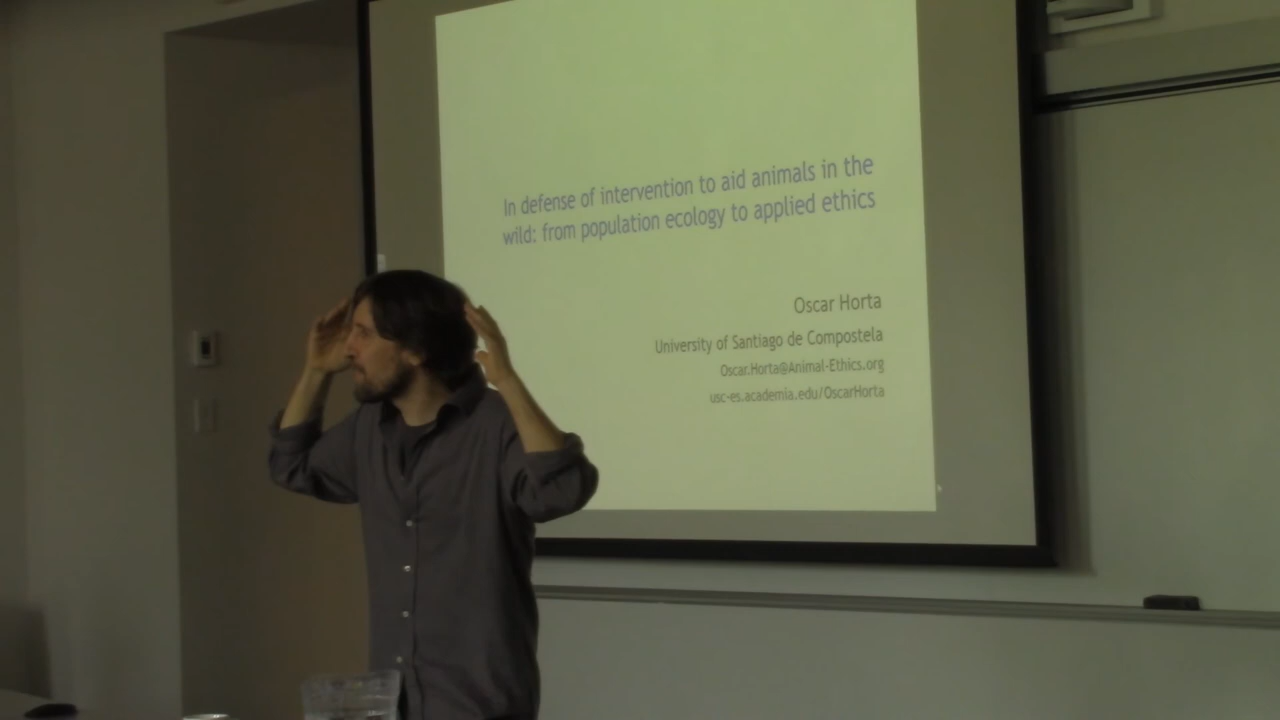 In defense of intervention to aid animals in the
wild: from population ecology to applied ethics
Oscar Horta
University of Santiago de Compostela
Oscar.Horta@Animal-Ethics.org
usc-es.academia.edu/OscarHorta